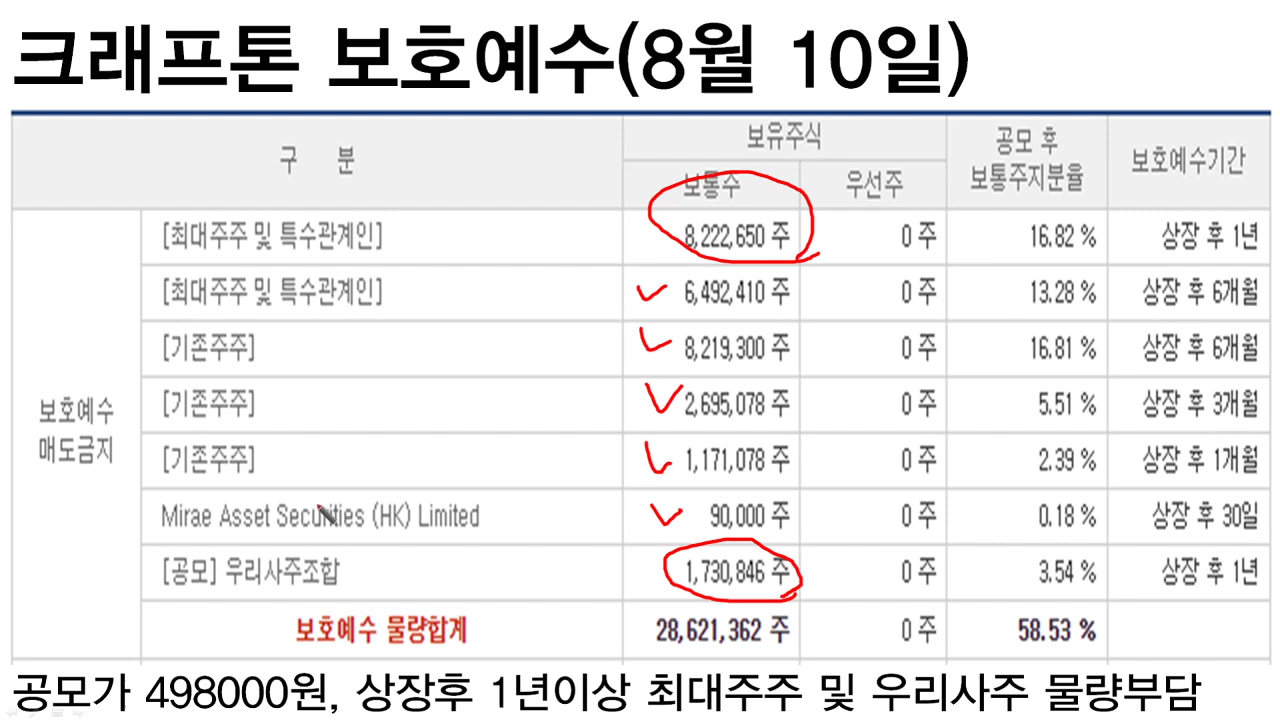 크래프톤 보호예수(8월 10일)
구 분 보유주식 공모 후 보통주지분율 보호예수기간
보통수 우선주
보호예수 매도금지
[최대주주 및 특수관계인] 8,222,650 주 0 주 16.82 % 상장 후 1년
[최대주주 및 특수관계인] 6,492,410 주 0 주 13.28 % 상장 후 6개월
[기존주주] 8,219,300 주 0 주 16.81 % 상장 후 6개월
[기존주주] 2,695,078 주 0 주 5.51 % 상장 후 3개월
[기존주주] 1,171,078 주 0 주 2.39 % 상장 후 1개월
Mirae Asset Securities (HK) Limited 90,000 주 0 주 0.18 % 상장 후 30일
[공모] 우리사주조합 1,730,846 주 0 주 3.54 % 상장 후 1년
보호예수 물량합계 28,621,362 주 0 주 58.53 %
공모가 498000원, 상장후 1년이상 최대주주 및 우리사주 물량부담